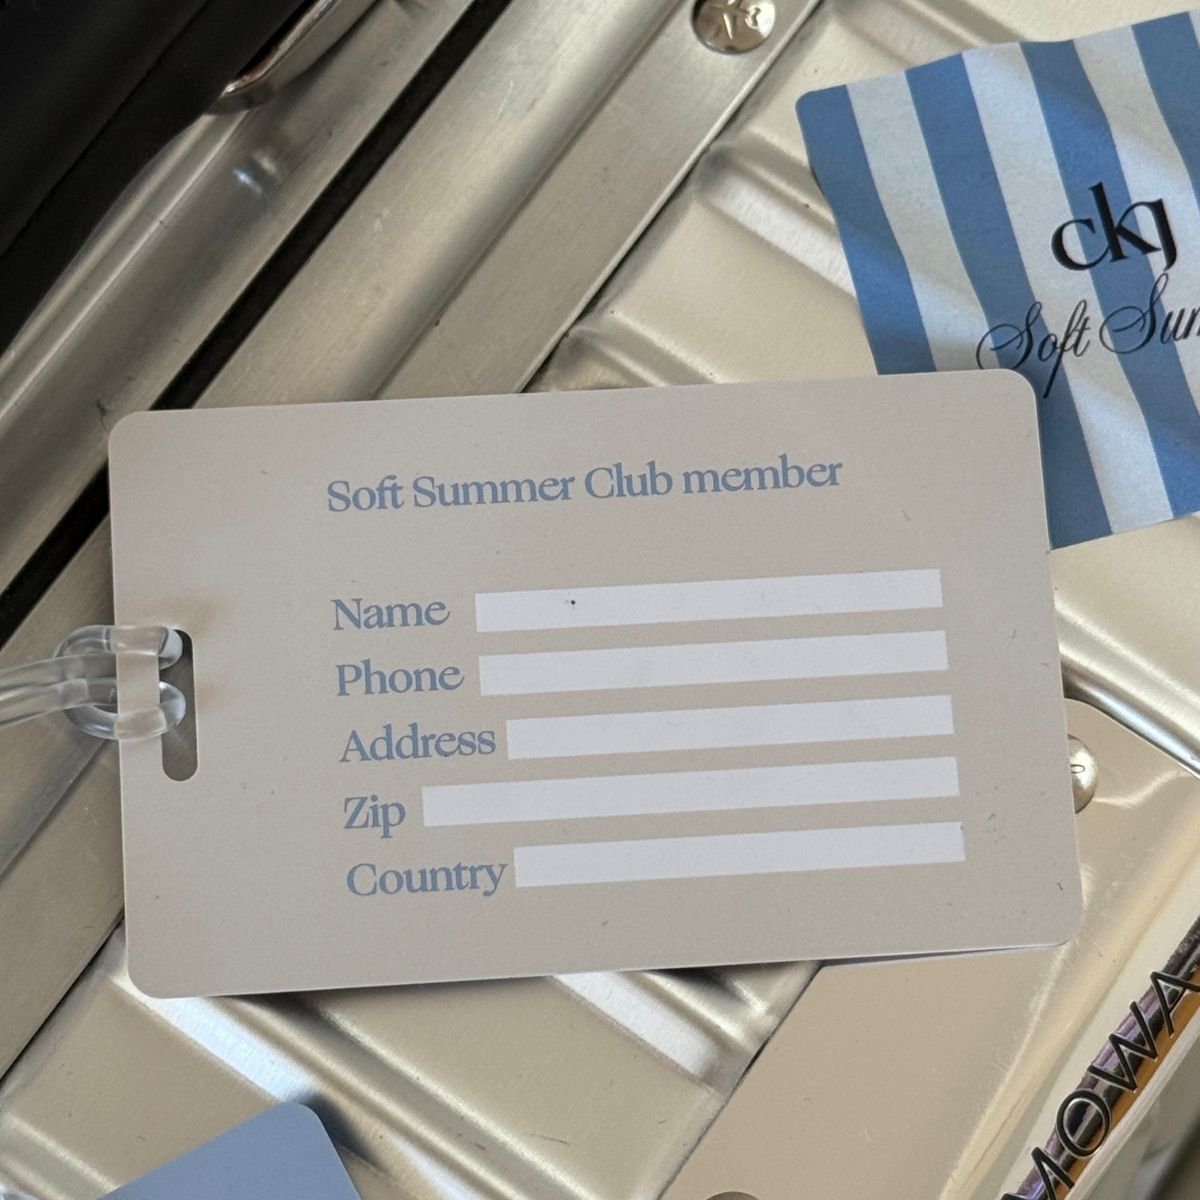 ckj
Soft Sum
Soft Summer Club member
Name
Phone
Address
Zip
Country
MOWA